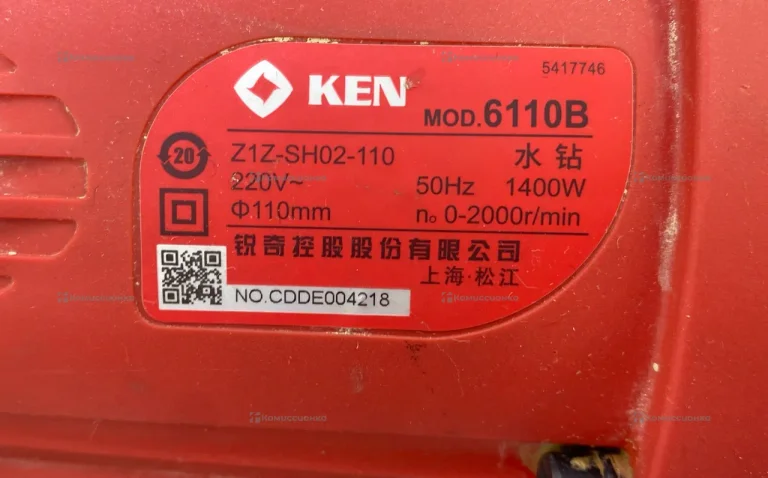 5417746
KEN
MOD.6110B
20
Z1Z-SH02-110 水 钻
220V~ 50Hz 1400W
Φ110mm n₀ 0-2000r/min
锐奇控股股份有限公司
上海·松江
NO.CDDE004218
Комиссионко